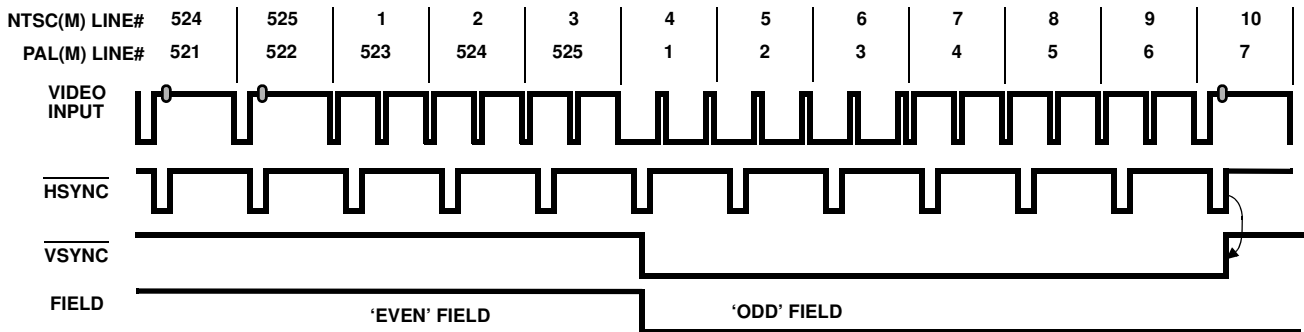 NTSC(M) LINE# 524 525 1 2 3 4 5 6 7 8 9 10
PAL(M) LINE# 521 522 523 524 525 1 2 3 4 5 6 7
VIDEO
INPUT
HSYNC
VSYNC
FIELD
‘EVEN’ FIELD ‘ODD’ FIELD